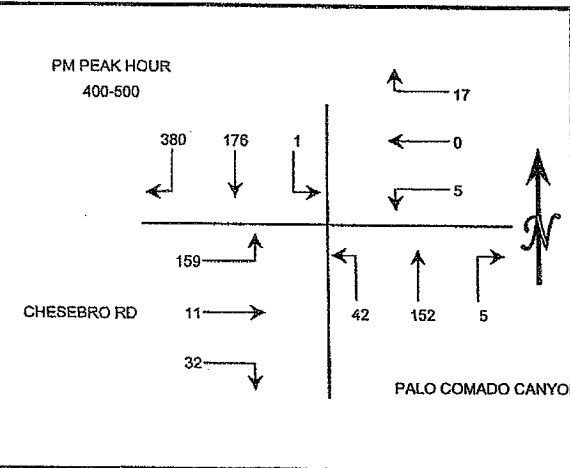 PM PEAK HOUR
400-500
17
380 176 1
0
5
N
159
CHESEBRO RD 11
42 152 5
32
PALO COMADO CANYO